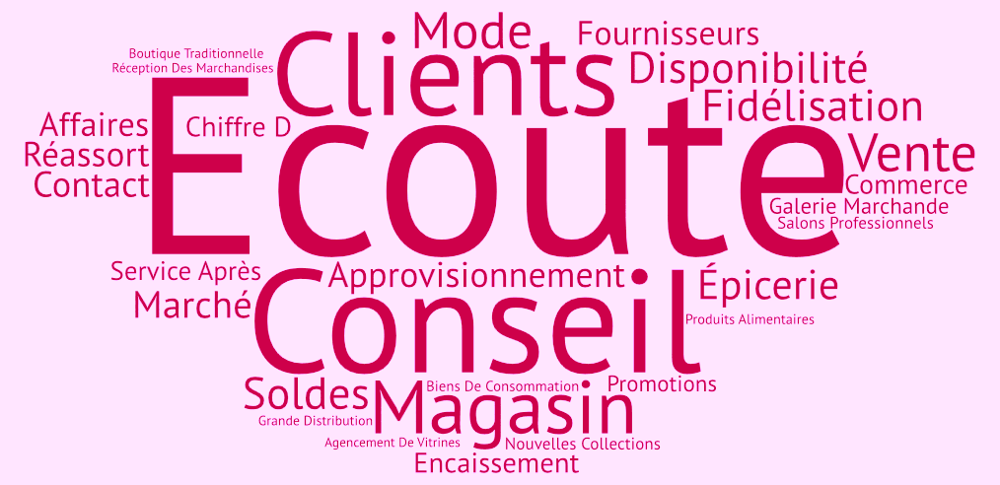 Mode
Fournisseurs
Clients
Boutique Traditionnelle
Réception Des Marchandises
Disponibilité
Fidélisation
Ecoute
Affaires
Chiffre D
Réassort
Contact
Vente
Commerce
Galerie Marchande
Salons Professionnels
Service Après
Approvisionnement
Marché
Conseil
Épicerie
Produits Alimentaires
Soldes
Magasin
Biens De Consommation
Promotions
Grande Distribution
Agencement De Vitrines
Nouvelles Collections
Encaissement